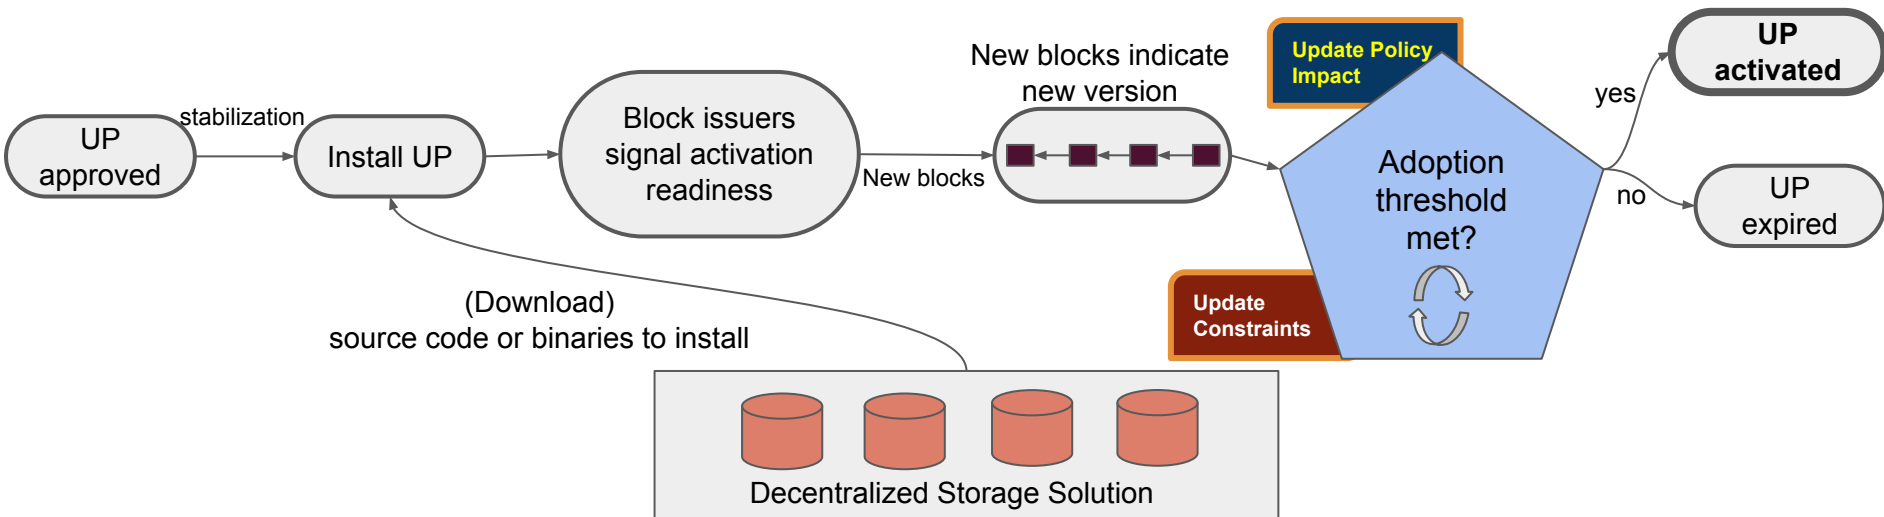 UP
approved
stabilization
Install UP
Block issuers
signal activation
readiness
New blocks
New blocks indicate
new version
Update Policy
Impact
Adoption
threshold
met?
Update
Constraints
yes
UP
activated
no
UP
expired
(Download)
source code or binaries to install
Decentralized Storage Solution